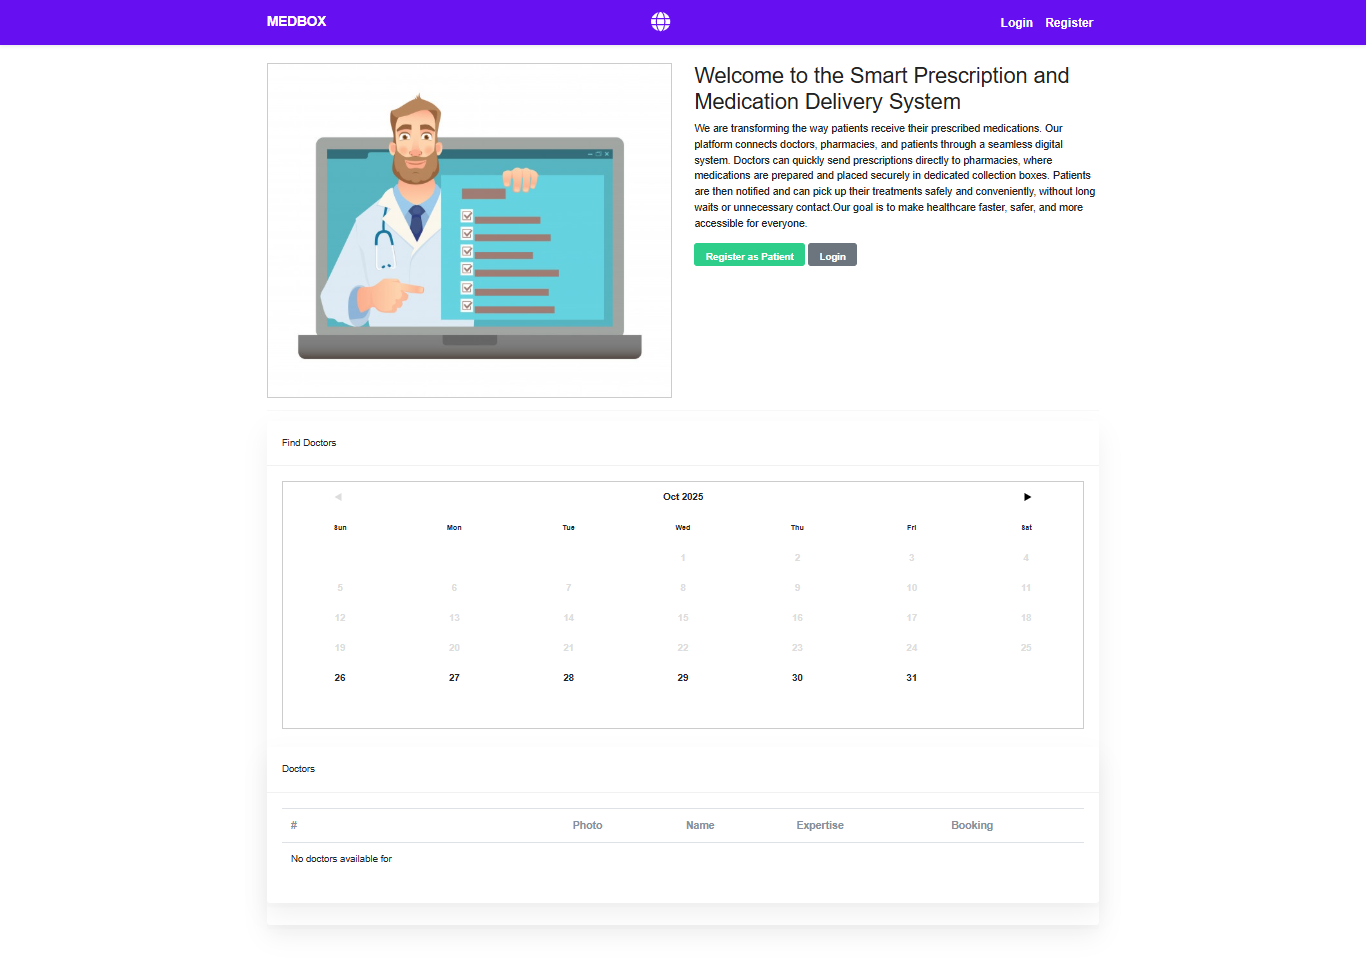 MEDBOX
Login Register
Welcome to the Smart Prescription and
Medication Delivery System
We are transforming the way patients receive their prescribed medications. Our
platform connects doctors, pharmacies, and patients through a seamless digital
system. Doctors can quickly send prescriptions directly to pharmacies, where
medications are prepared and placed securely in dedicated collection boxes. Patients
are then notified and can pick up their treatments safely and conveniently, without long
waits or unnecessary contact.Our goal is to make healthcare faster, safer, and more
accessible for everyone.
Register as Patient Login
Find Doctors
Oct 2025
Sun Mon Tue Wed Thu Fri Sat
1 2 3 4
5 6 7 8 9 10 11
12 13 14 15 16 17 18
19 20 21 22 23 24 25
26 27 28 29 30 31
Doctors
# Photo Name Expertise Booking
No doctors available for